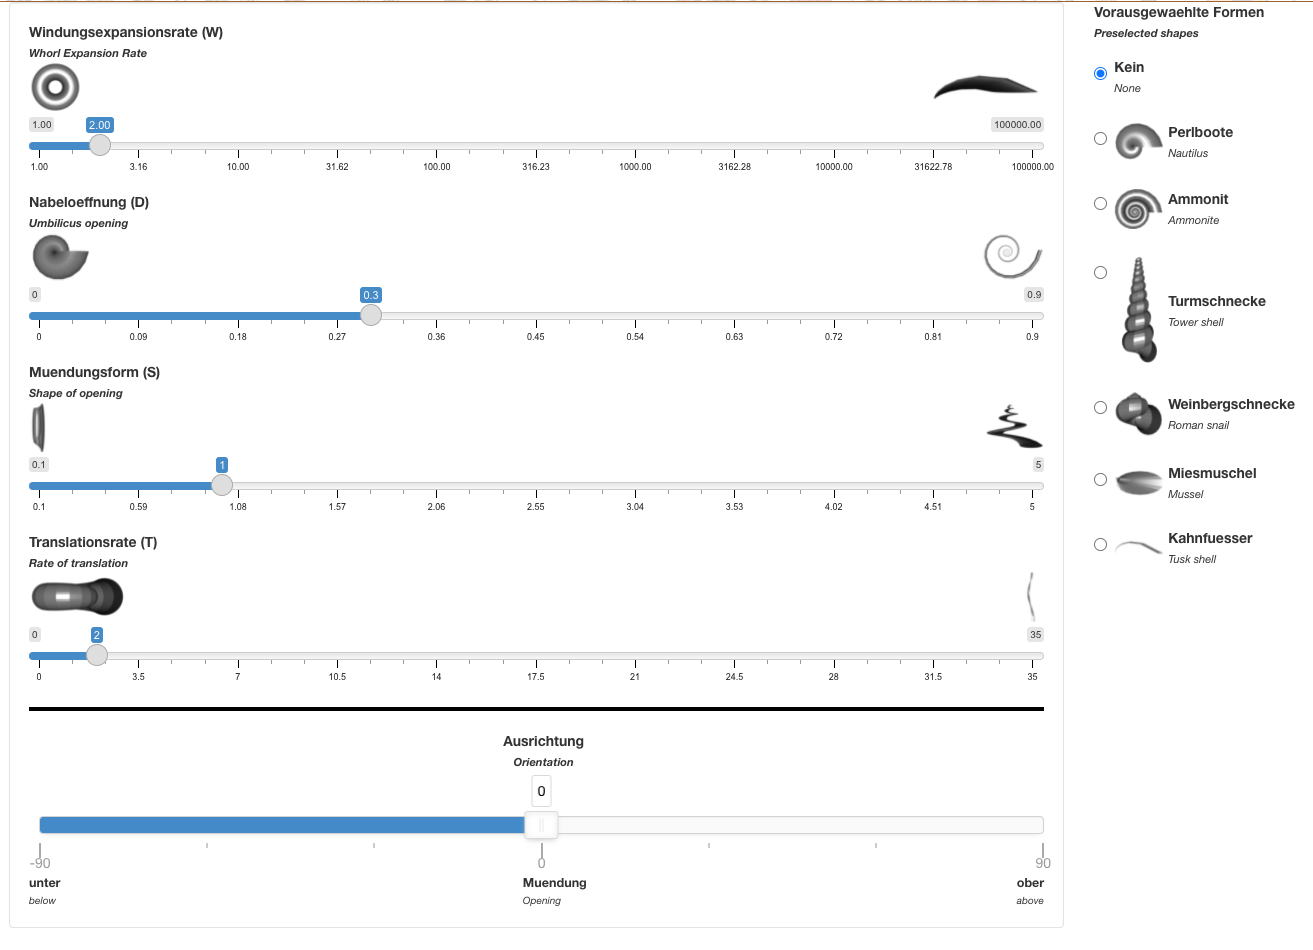 Windungsexpansionsrate (W)
Whorl Expansion Rate
1.00 2.00 100000.00
1.00 3.16 10.00 31.62 100.00 316.23 1000.00 3162.28 10000.00 31622.78 100000.00
Nabeloeffnung (D)
Umbilicus opening
0 0.3 0.9
0 0.09 0.18 0.27 0.36 0.45 0.54 0.63 0.72 0.81 0.9
Muendungsform (S)
Shape of opening
0.1 1 5
0.1 0.59 1.08 1.57 2.06 2.55 3.04 3.53 4.02 4.51 5
Translationsrate (T)
Rate of translation
0 2 35
0 3.5 7 10.5 14 17.5 21 24.5 28 31.5 35
Ausrichtung
Orientation
0
-90 0 90
unter Muendung ober
below Opening above
Vorausgewaehlte Formen
Preselected shapes
Kein
None
Perlboote
Nautilus
Ammonit
Ammonite
Turmschnecke
Tower shell
Weinbergschnecke
Roman snail
Miesmuschel
Mussel
Kahnfuesser
Tusk shell